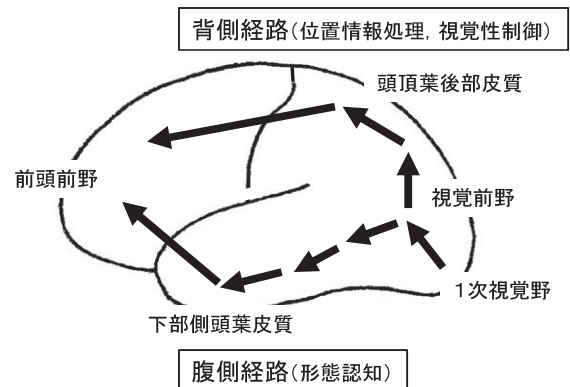 背側経路(位置情報処理, 視覚性制御)
頭頂葉後部皮質
前頭前野
視覚前野
1次視覚野
下部側頭葉皮質
腹側経路(形態認知)